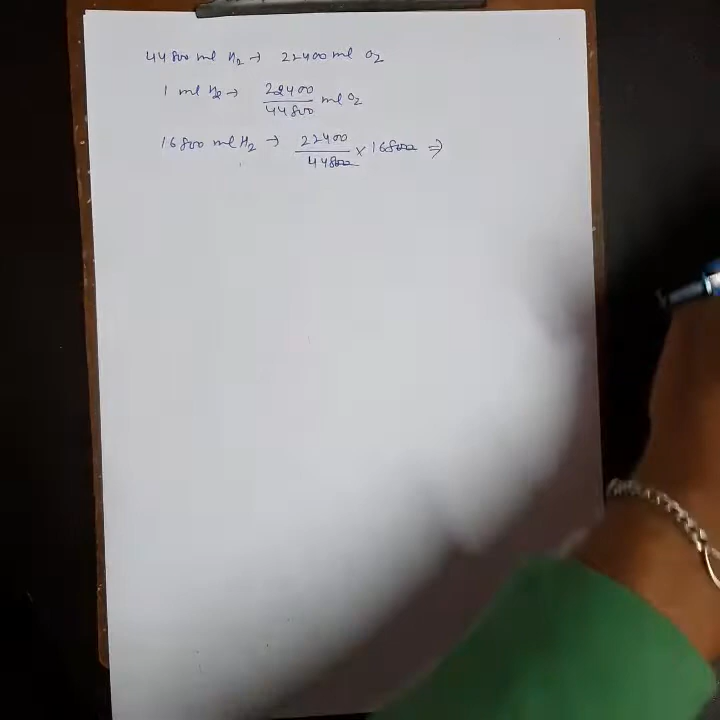 44800 ml H2 → 22400 ml O2
1 ml H2 → 22400/44800 ml O2
16800 ml H2 → 22400/44800 × 16800 ⇒